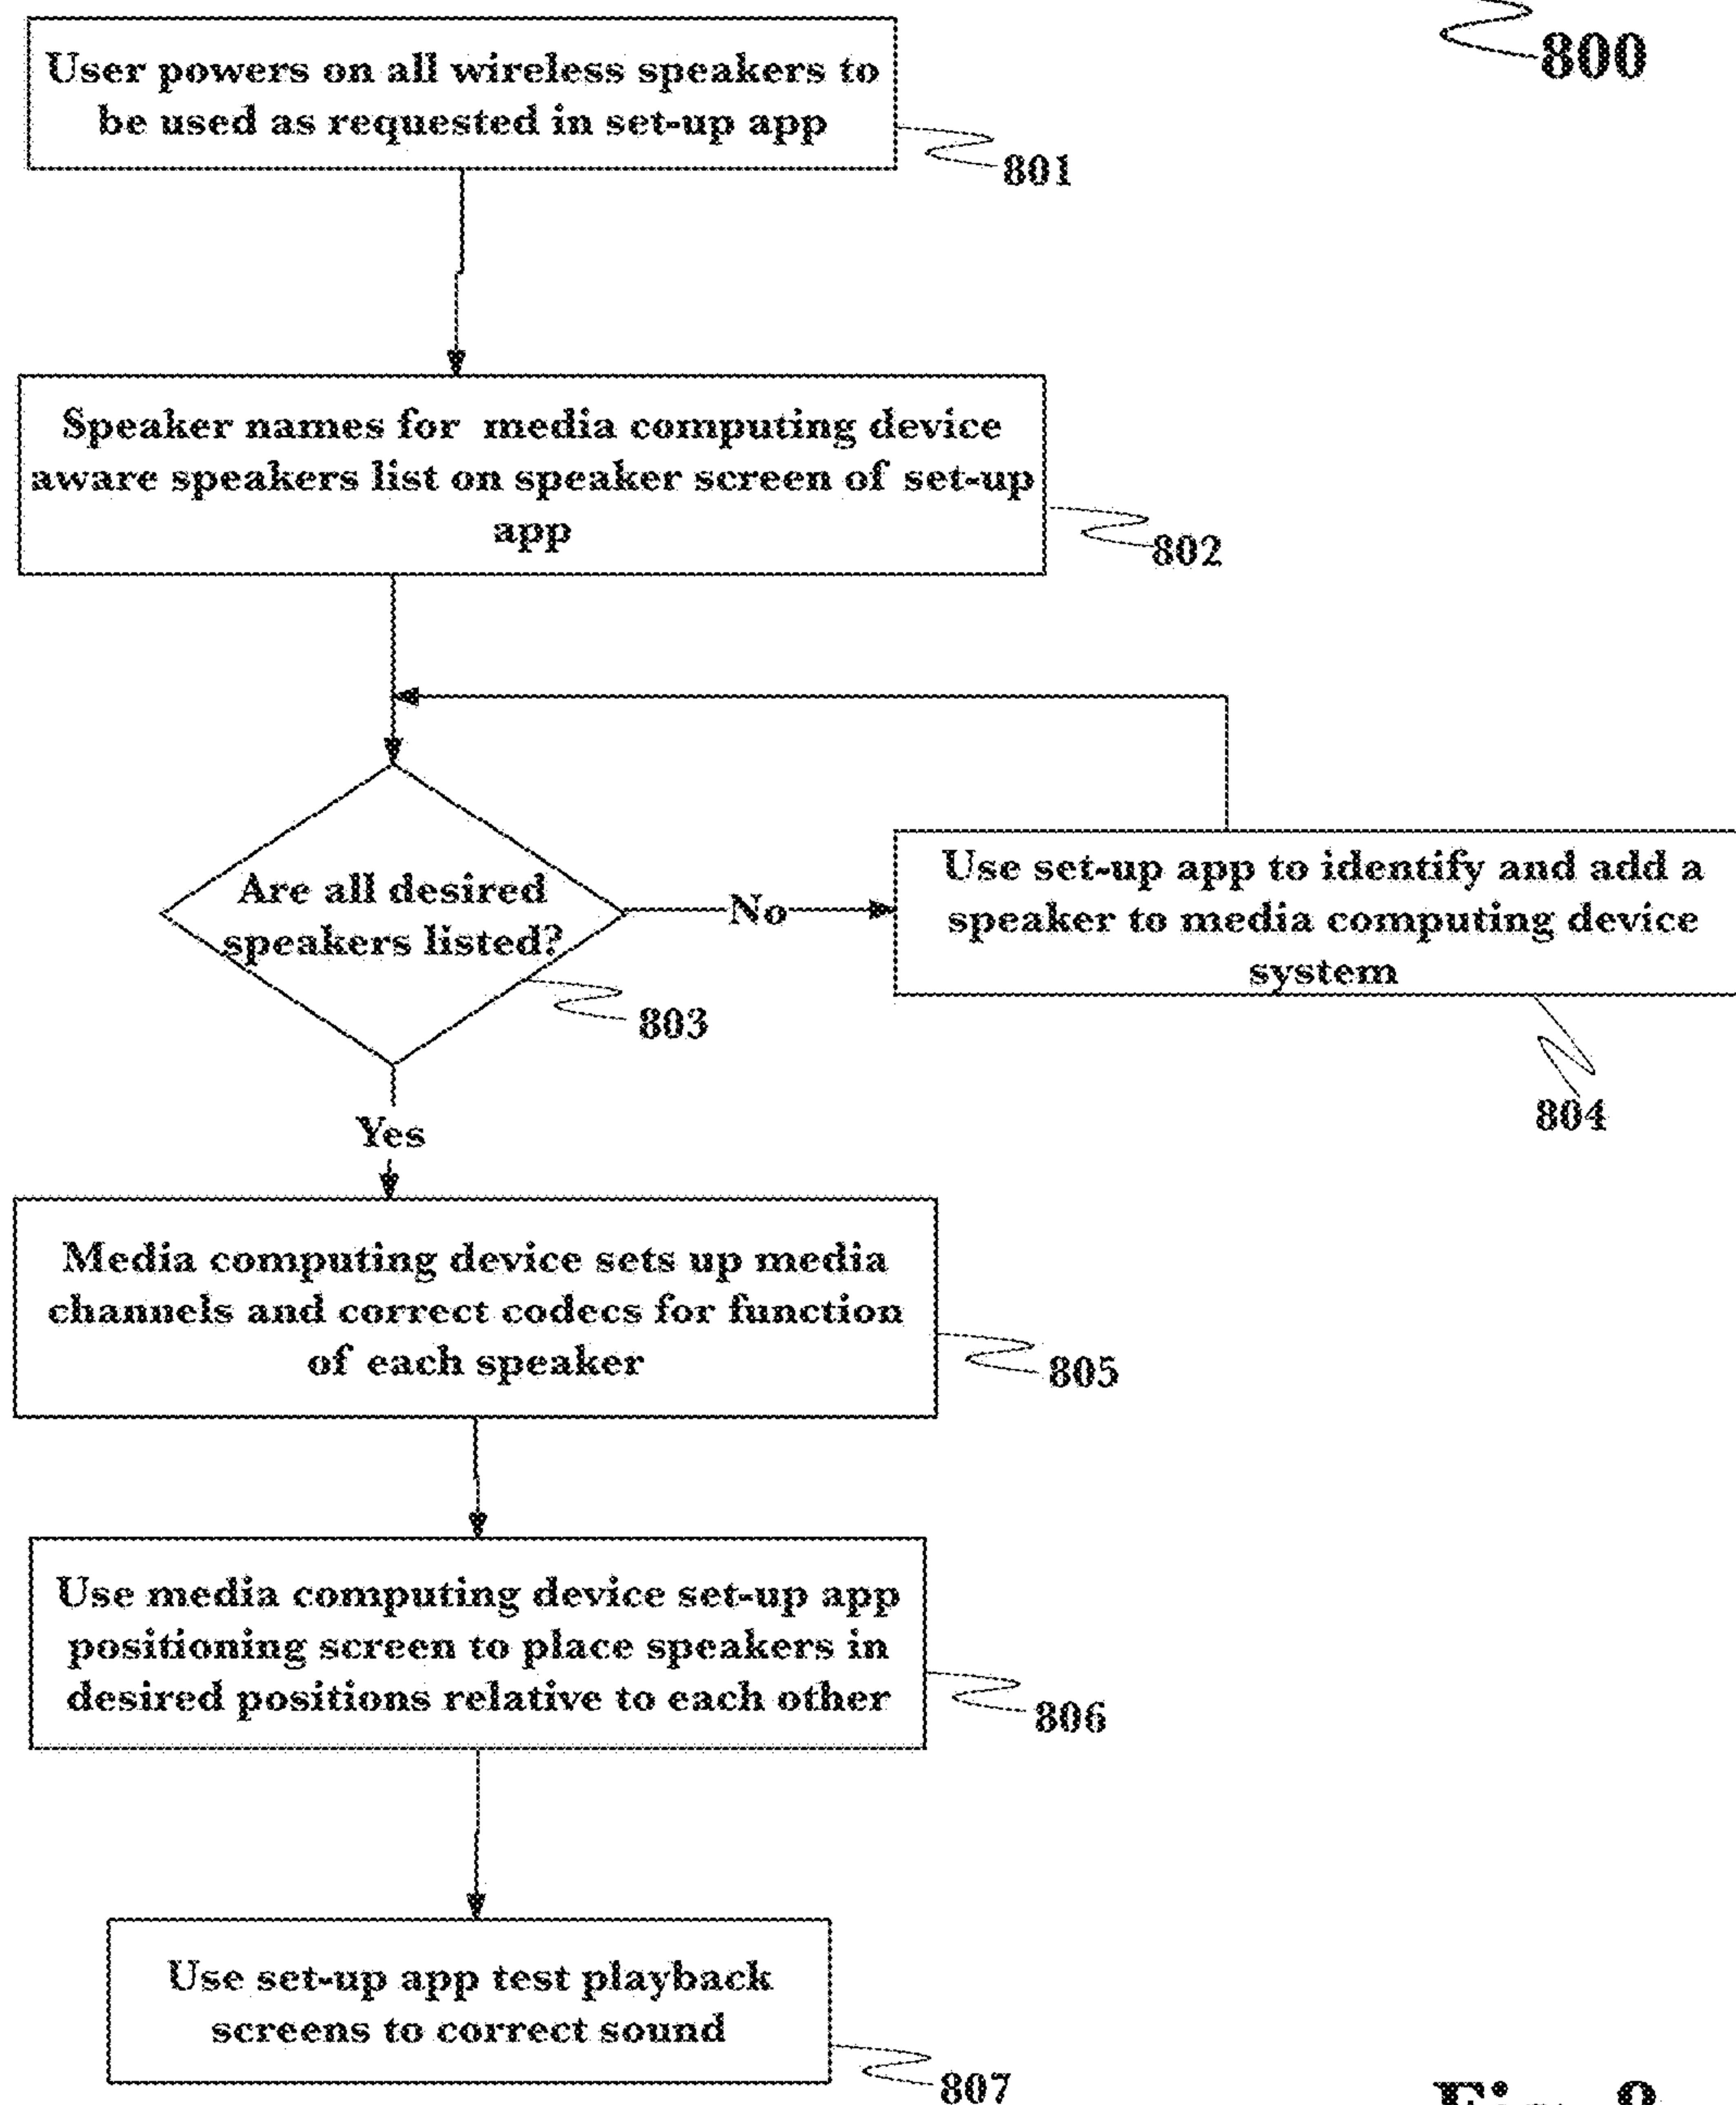 800
User powers on all wireless speakers to
be used as requested in set-up app
801
Speaker names for media computing device
aware speakers list on speaker screen of set-up
app
802
Are all desired
speakers listed?
803
No
Use set-up app to identify and add a
speaker to media computing device
system
804
Yes
Media computing device sets up media
channels and correct codecs for function
of each speaker
805
Use media computing device set-up app
positioning screen to place speakers in
desired positions relative to each other
806
Use set-up app test playback
screens to correct sound
807